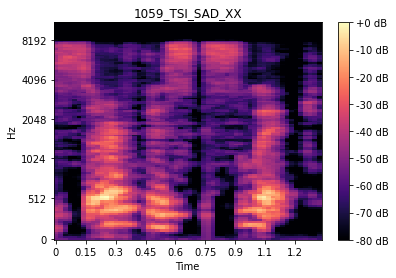 1059_TSI_SAD_XX
Hz
8192
4096
2048
1024
512
0
0
0.15
0.3
0.45
0.6
0.75
0.9
1.1
1.2
Time
+0 dB
-10 dB
-20 dB
-30 dB
-40 dB
-50 dB
-60 dB
-70 dB
-80 dB